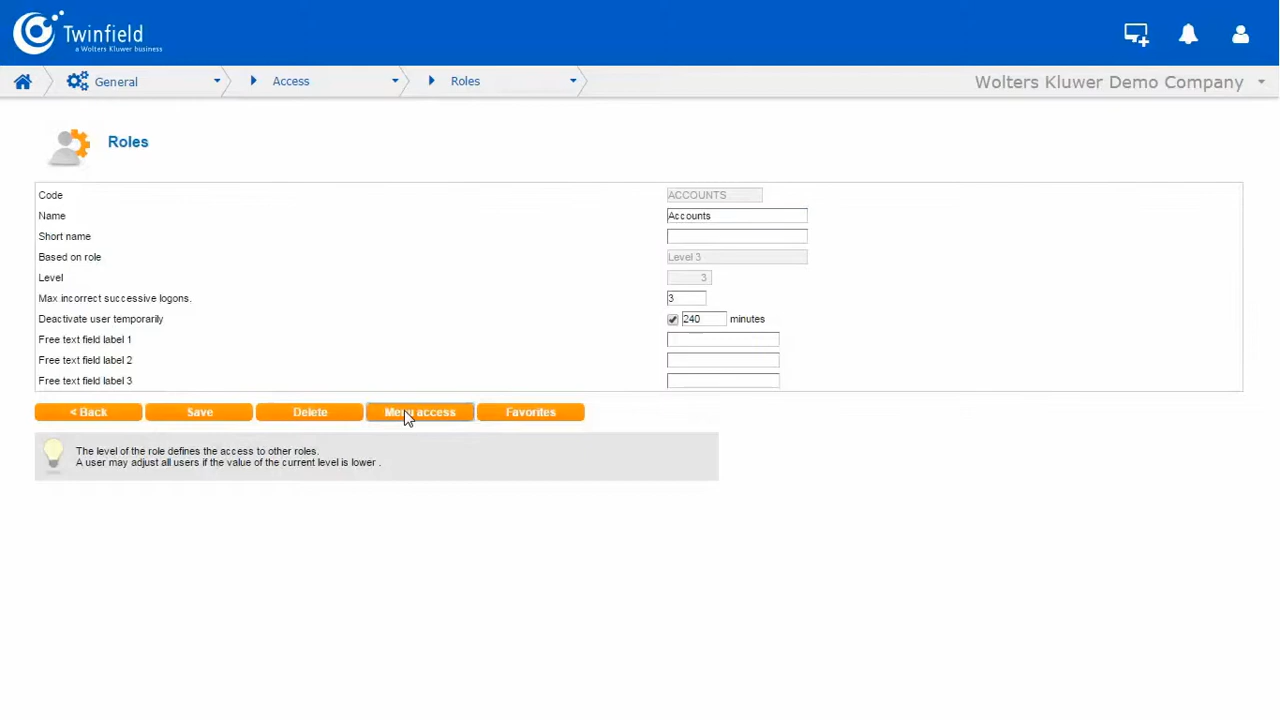 Twinfield
a Wolters Kluwer business
General
Access
Roles
Wolters Kluwer Demo Company
Roles
Code ACCOUNTS
Name Accounts
Short name
Based on role Level 3
Level 3
Max incorrect successive logons. 3
Deactivate user temporarily 240 minutes
Free text field label 1
Free text field label 2
Free text field label 3
< Back Save Delete Menu access Favorites
The level of the role defines the access to other roles.
A user may adjust all users if the value of the current level is lower .